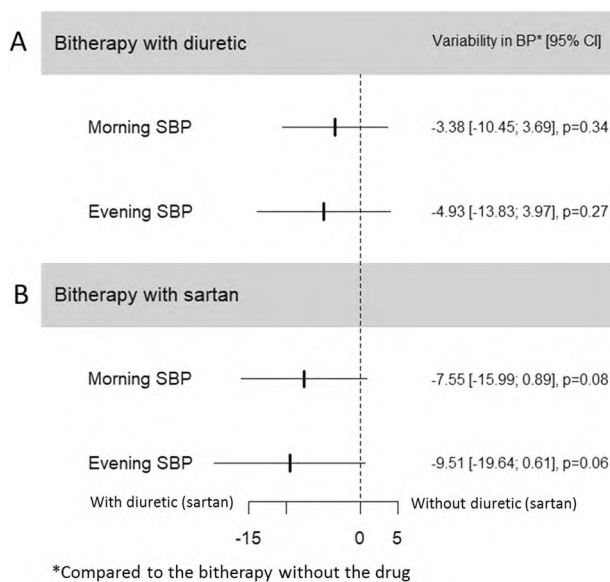 A Bitherapy with diuretic Variability in BP* [95% CI]
Morning SBP -3.38 [-10.45; 3.69], p=0.34
Evening SBP -4.93 [-13.83; 3.97], p=0.27
B Bitherapy with sartan
Morning SBP -7.55 [-15.99; 0.89], p=0.08
Evening SBP -9.51 [-19.64; 0.61], p=0.06
With diuretic (sartan) Without diuretic (sartan)
-15 0 5
*Compared to the bitherapy without the drug